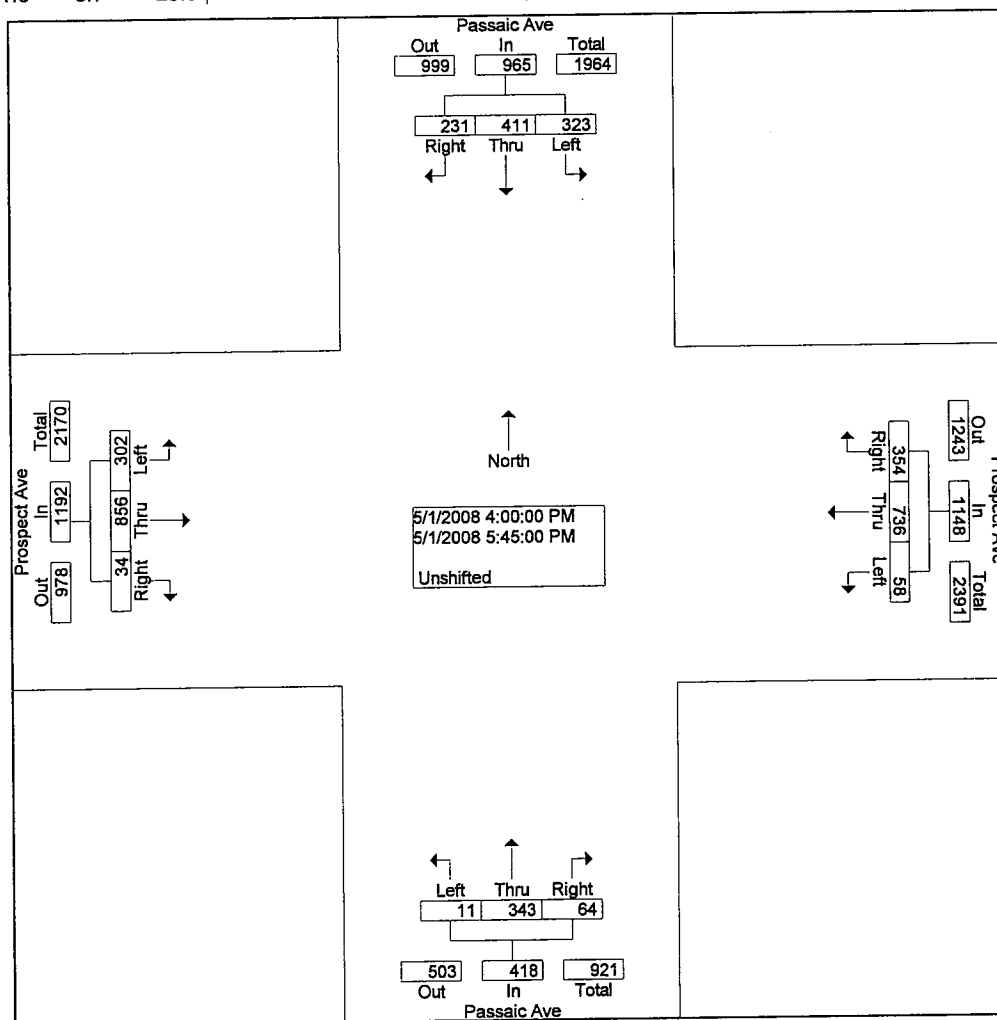 Passaic Ave
Out In Total
999 965 1964
231 411 323
Right Thru Left
Prospect Ave
Total In Out
2170 1192 978
302 856 34
Left Thru Right
North
5/1/2008 4:00:00 PM
5/1/2008 5:45:00 PM
Unshifted
Right Thru Left
354 736 58
Out In Total
1243 1148 2391
Prospect Ave
Left Thru Right
11 343 64
503 418 921
Out In Total
Passaic Ave